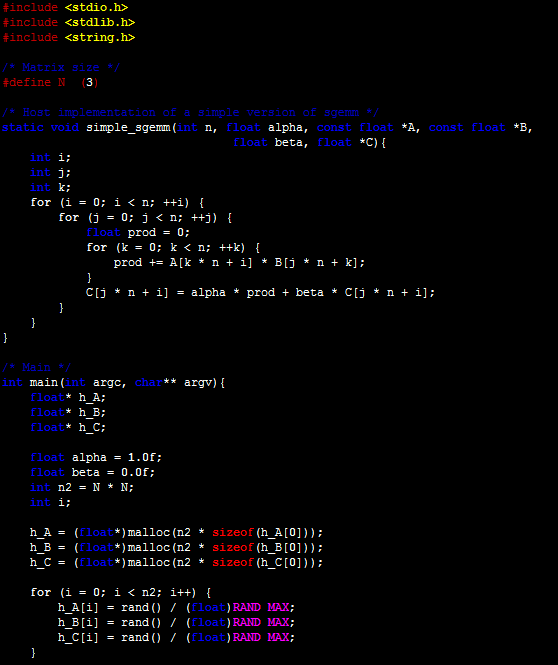 #include <stdio.h>
#include <stdlib.h>
#include <string.h>
/* Matrix size */
#define N  (3)
/* Host implementation of a simple version of sgemm */
static void simple_sgemm(int n, float alpha, const float *A, const float *B,
                                 float beta, float *C){
    int i;
    int j;
    int k;
    for (i = 0; i < n; ++i) {
        for (j = 0; j < n; ++j) {
            float prod = 0;
            for (k = 0; k < n; ++k) {
                prod += A[k * n + i] * B[j * n + k];
            }
            C[j * n + i] = alpha * prod + beta * C[j * n + i];
        }
    }
}
/* Main */
int main(int argc, char** argv){
    float* h_A;
    float* h_B;
    float* h_C;
    float alpha = 1.0f;
    float beta = 0.0f;
    int n2 = N * N;
    int i;
    h_A = (float*)malloc(n2 * sizeof(h_A[0]));
    h_B = (float*)malloc(n2 * sizeof(h_B[0]));
    h_C = (float*)malloc(n2 * sizeof(h_C[0]));
    for (i = 0; i < n2; i++) {
        h_A[i] = rand() / (float)RAND_MAX;
        h_B[i] = rand() / (float)RAND_MAX;
        h_C[i] = rand() / (float)RAND_MAX;
    }